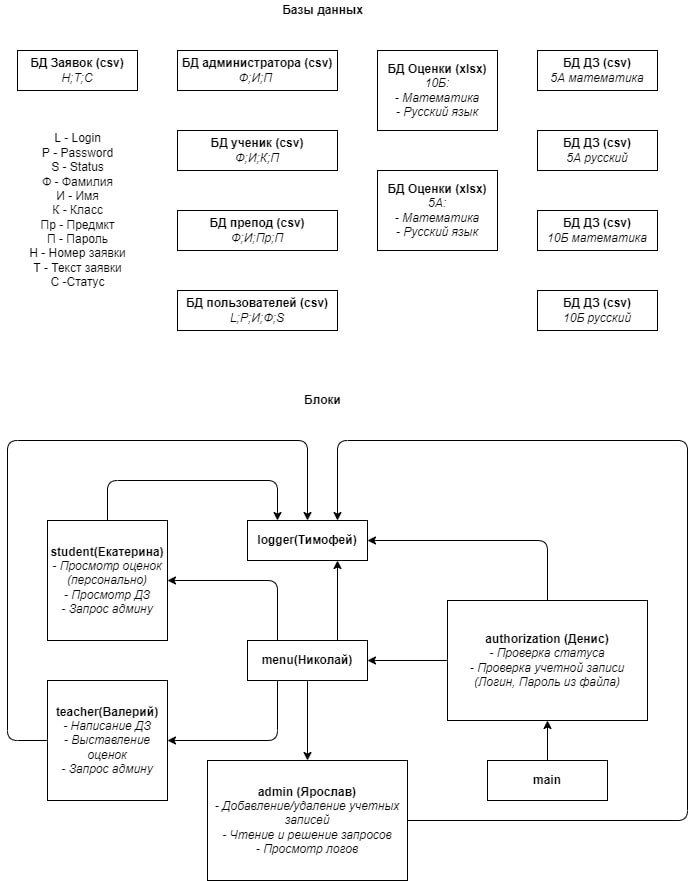 Базы данных
БД Заявок (csv)
Н;Т;С
БД администратора (csv)
Ф;И;П
БД Оценки (xlsx)
10Б:
- Математика
- Русский язык
БД ДЗ (csv)
5А математика
L - Login
P - Password
S - Status
Ф - Фамилия
И - Имя
К - Класс
Пр - Предмкт
П - Пароль
Н - Номер заявки
Т - Текст заявки
С -Статус
БД ученик (csv)
Ф;И;К;П
БД ДЗ (csv)
5А русский
БД Оценки (xlsx)
5А:
- Математика
- Русский язык
БД препод (csv)
Ф;И;Пр;П
БД ДЗ (csv)
10Б математика
БД пользователей (csv)
L;P;И;Ф;S
БД ДЗ (csv)
10Б русский
Блоки
logger(Тимофей)
student(Екатерина)
- Просмотр оценок
(персонально)
- Просмотр ДЗ
- Запрос админу
menu(Николай)
authorization (Денис)
- Проверка статуса
- Проверка учетной записи
(Логин, Пароль из файла)
teacher(Валерий)
- Написание ДЗ
- Выставление
оценок
- Запрос админу
admin (Ярослав)
- Добавление/удаление учетных
записей
- Чтение и решение запросов
- Просмотр логов
main